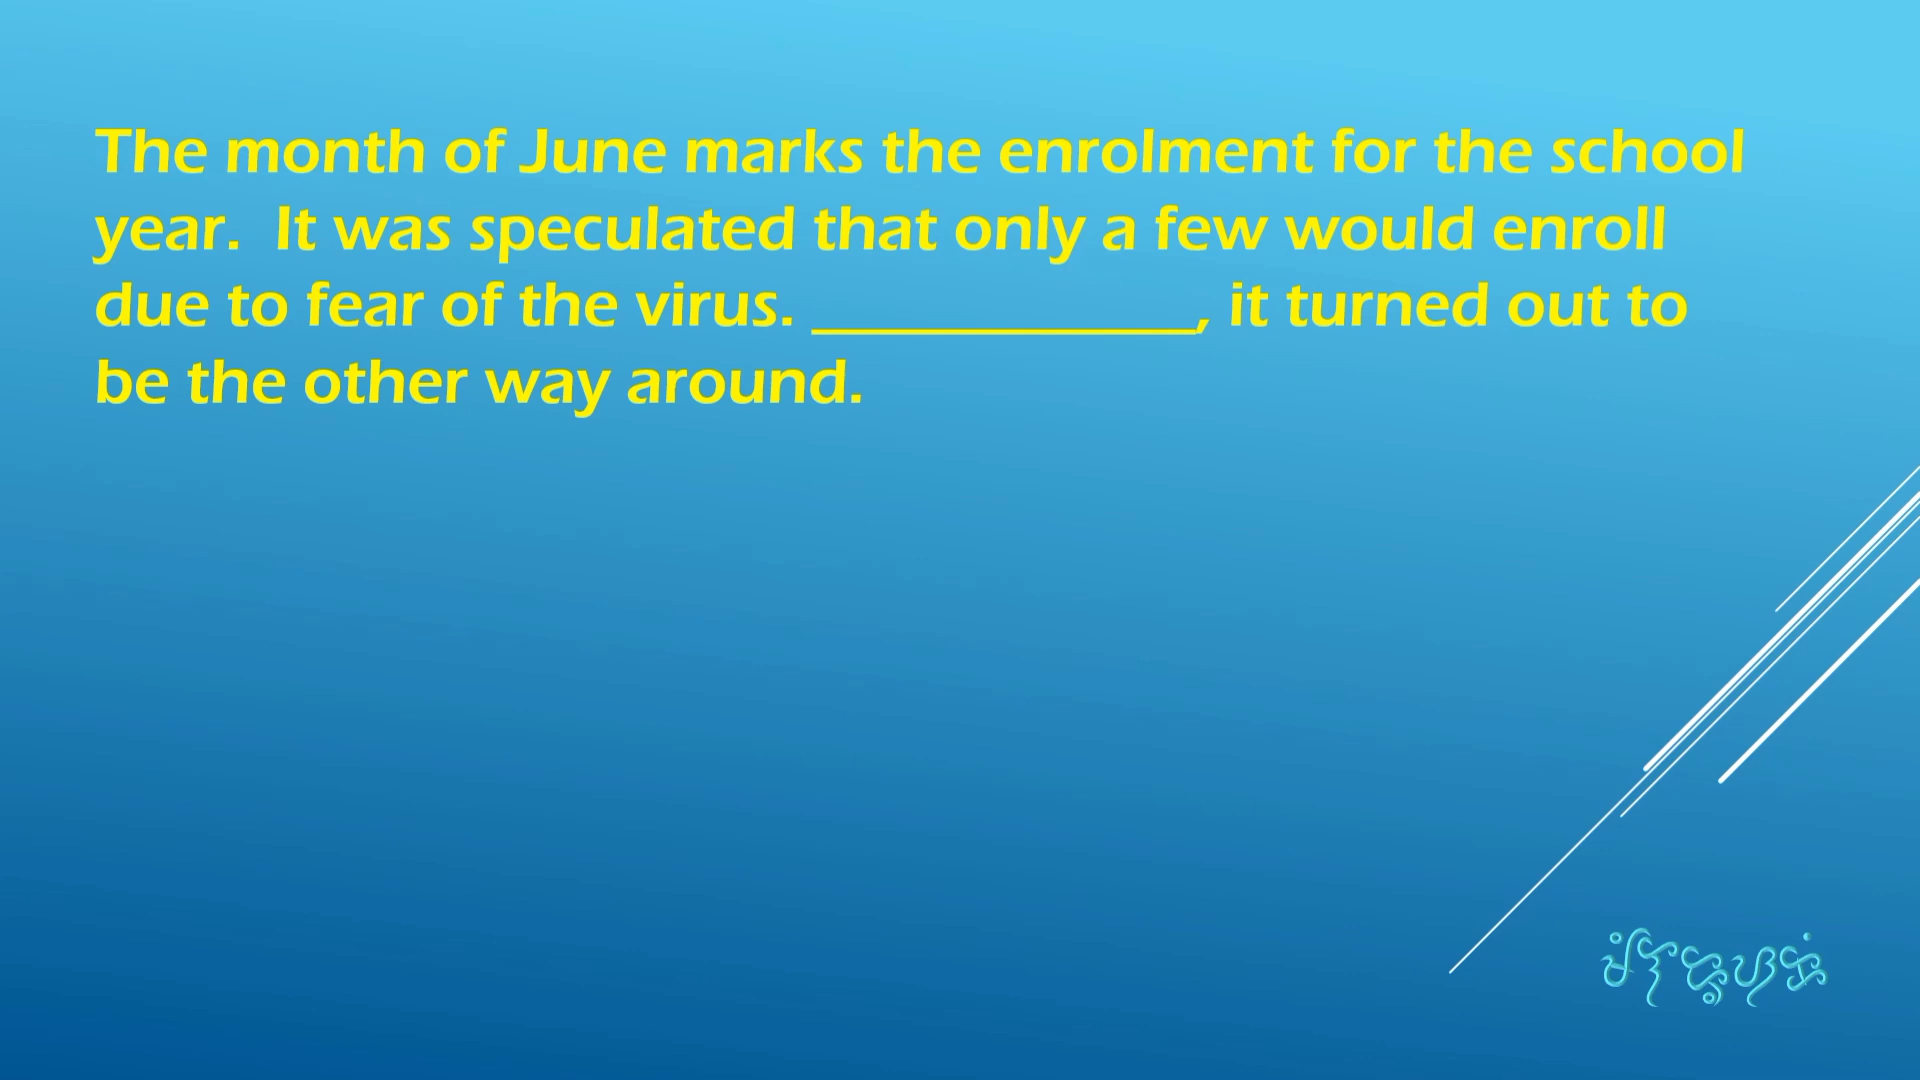 The month of June marks the enrolment for the school
year.  It was speculated that only a few would enroll
due to fear of the virus. ____________, it turned out to
be the other way around.